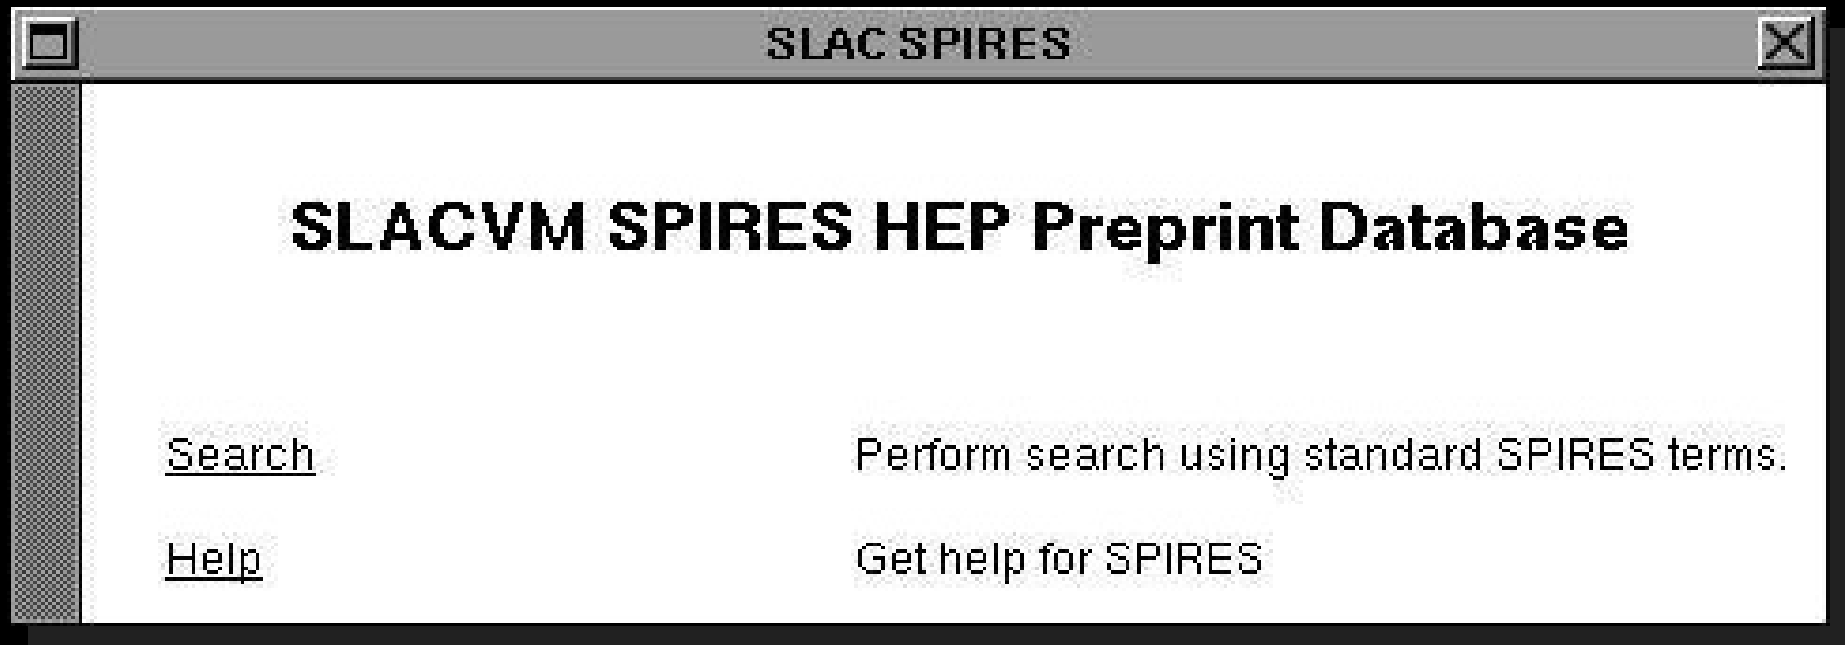 SLAC SPIRES
SLACVM SPIRES HEP Preprint Database
Search Perform search using standard SPIRES terms.
Help Get help for SPIRES